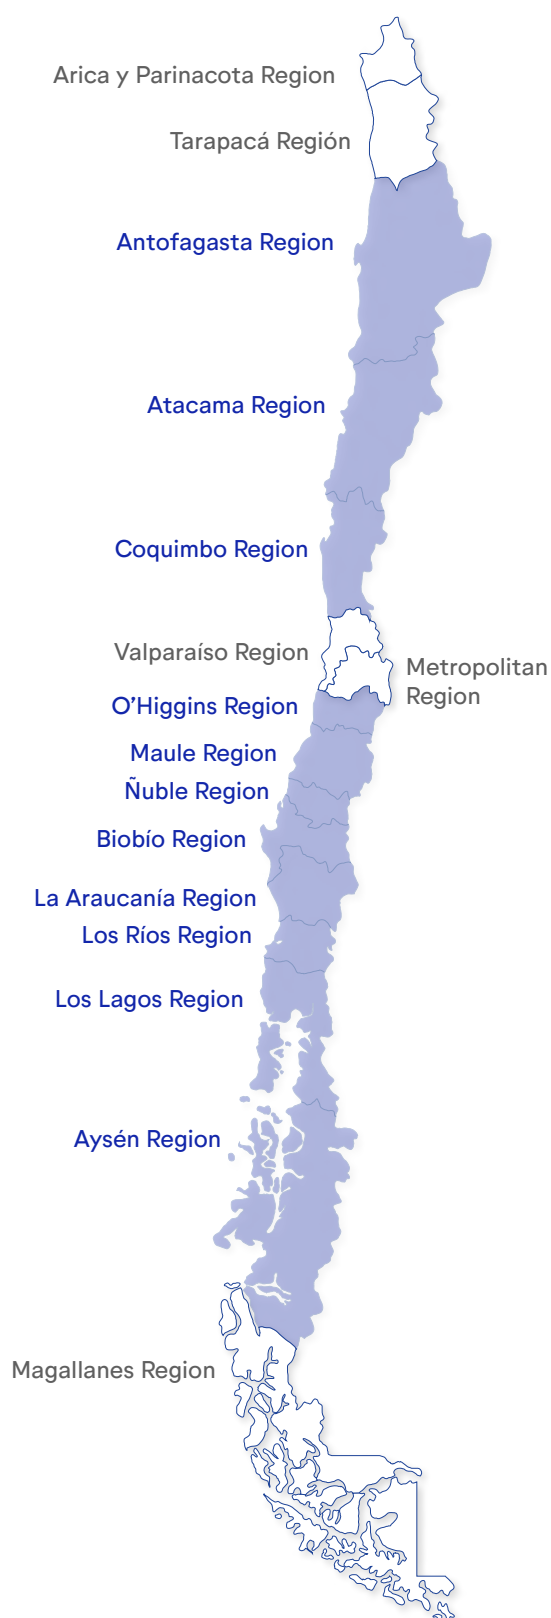 Arica y Parinacota Region
Tarapacá Región
Antofagasta Region
Atacama Region
Coquimbo Region
Valparaíso Region
Metropolitan
Region
O'Higgins Region
Maule Region
Ñuble Region
Biobío Region
La Araucanía Region
Los Ríos Region
Los Lagos Region
Aysén Region
Magallanes Region